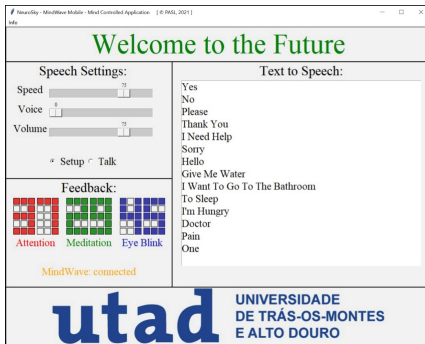 NeuroSky - MindWave Mobile - Mind Controlled Application [ © PASL, 2021 ]
Info
Welcome to the Future
Speech Settings:
Speed 75
Voice 0
Volume 75
Setup Talk
Feedback:
Attention Meditation Eye Blink
MindWave: connected
Text to Speech:
Yes
No
Please
Thank You
I Need Help
Sorry
Hello
Give Me Water
I Want To Go To The Bathroom
To Sleep
I'm Hungry
Doctor
Pain
One
utad
UNIVERSIDADE
DE TRÁS-OS-MONTES
E ALTO DOURO